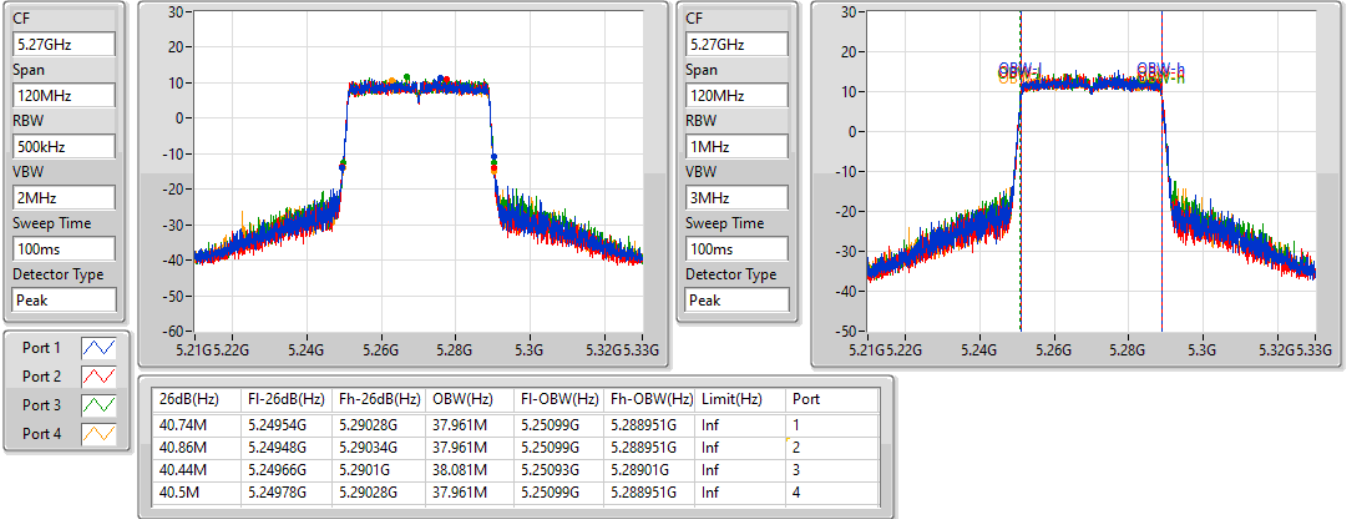 CF
5.27GHz
Span
120MHz
RBW
500kHz
VBW
2MHz
Sweep Time
100ms
Detector Type
Peak
30
20
10
0
-10
-20
-30
-40
-50
-60
5.21G 5.22G 5.24G 5.26G 5.28G 5.3G 5.32G 5.33G
CF
5.27GHz
Span
120MHz
RBW
1MHz
VBW
3MHz
Sweep Time
100ms
Detector Type
Peak
30
20
10
0
-10
-20
-30
-40
-50
OBW-l OBW-h
5.21G 5.22G 5.24G 5.26G 5.28G 5.3G 5.32G 5.33G
Port 1
Port 2
Port 3
Port 4
26dB(Hz) Fl-26dB(Hz) Fh-26dB(Hz) OBW(Hz) Fl-OBW(Hz) Fh-OBW(Hz) Limit(Hz) Port
40.74M 5.24954G 5.29028G 37.961M 5.25099G 5.288951G Inf 1
40.86M 5.24948G 5.29034G 37.961M 5.25099G 5.288951G Inf 2
40.44M 5.24966G 5.2901G 38.081M 5.25093G 5.28901G Inf 3
40.5M 5.24978G 5.29028G 37.961M 5.25099G 5.288951G Inf 4